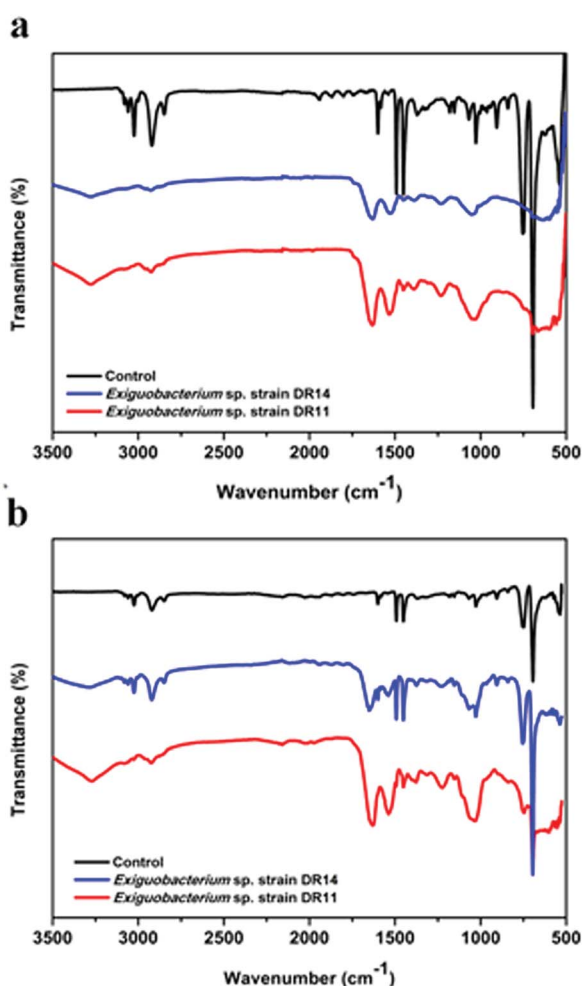 a
Transmittance (%)
Control
Exiguobacterium sp. strain DR14
Exiguobacterium sp. strain DR11
3500 3000 2500 2000 1500 1000 500
Wavenumber (cm-1)
b
Transmittance (%)
Control
Exiguobacterium sp. strain DR14
Exiguobacterium sp. strain DR11
3500 3000 2500 2000 1500 1000 500
Wavenumber (cm-1)